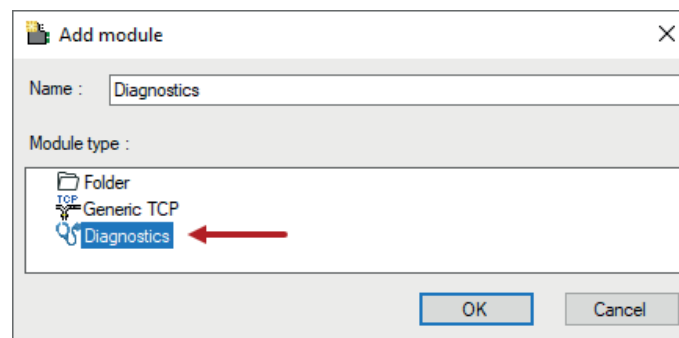 Add module
Name :
Diagnostics
Module type :
Folder
TCP
Generic TCP
Diagnostics
OK
Cancel